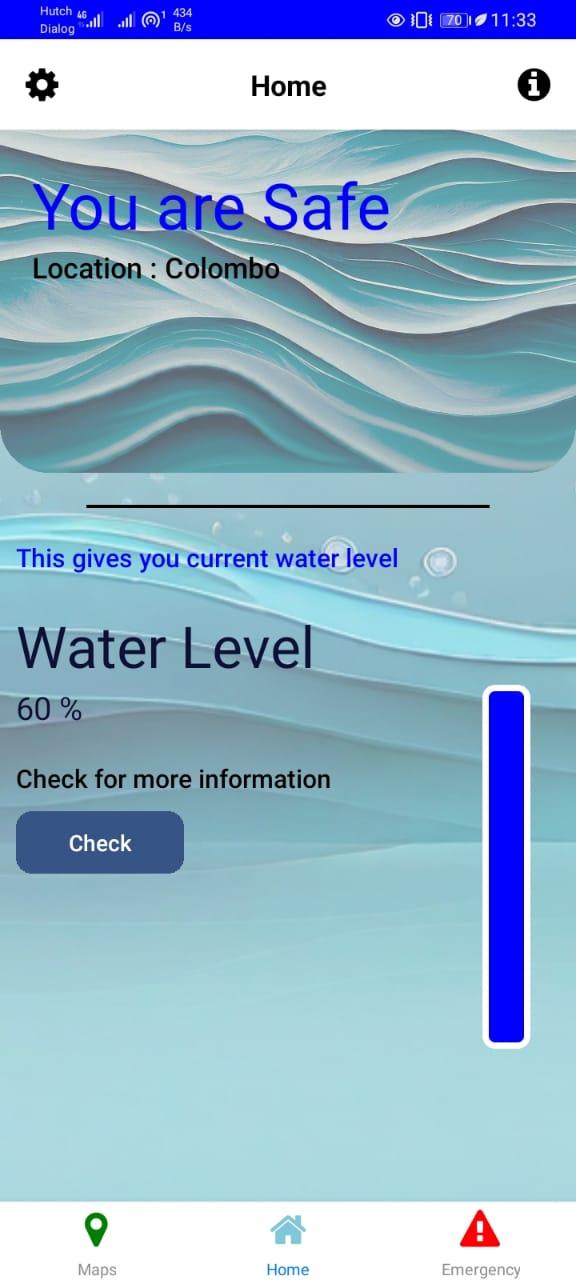 Hutch 4G
Dialog
1
434
B/s
70
11:33
Home
You are Safe
Location : Colombo
This gives you current water level
Water Level
60 %
Check for more information
Check
Maps
Home
Emergency